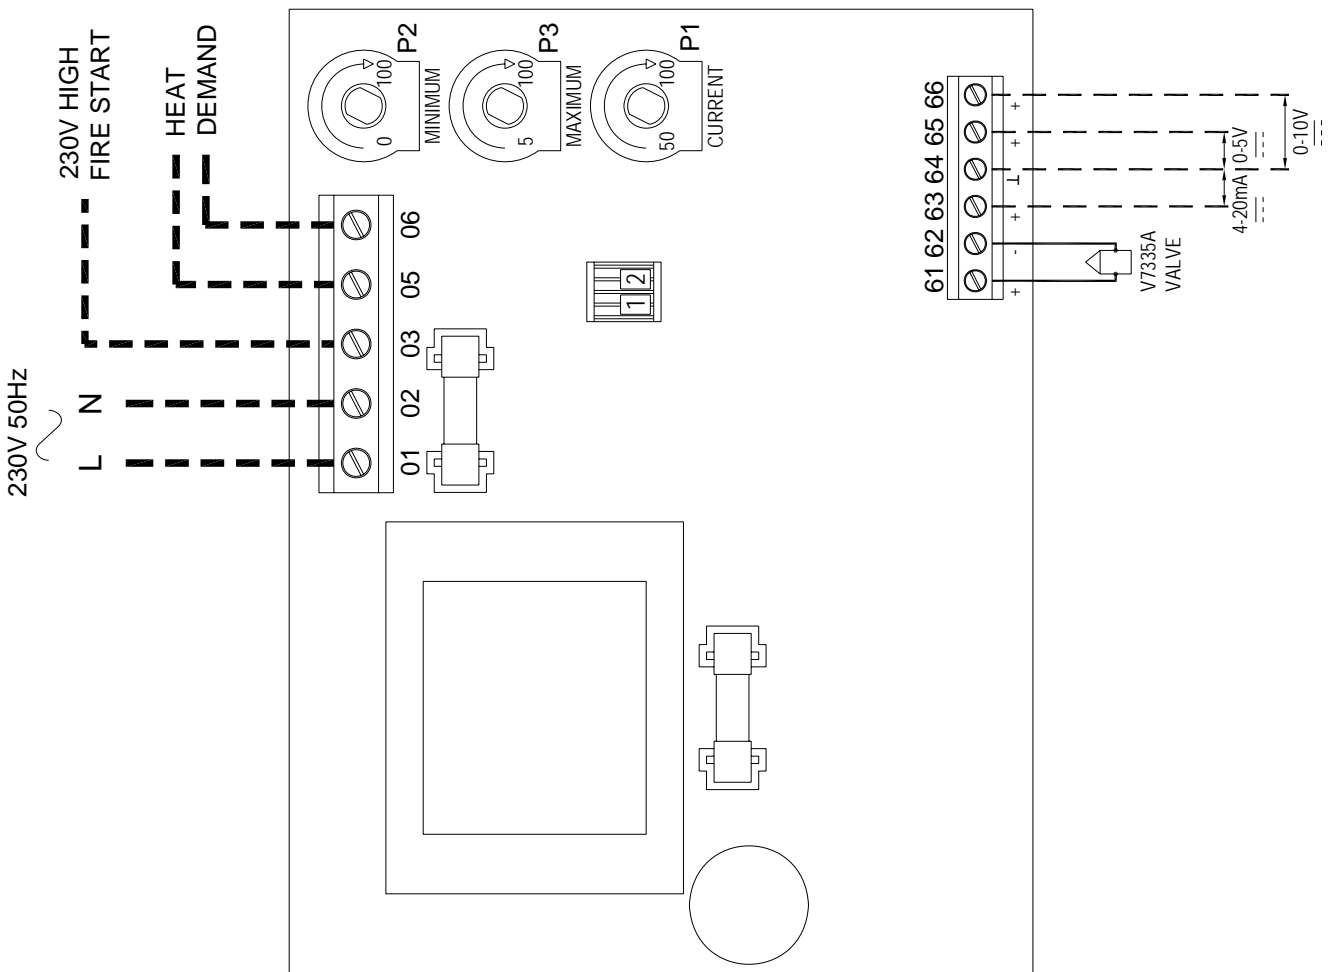 230V 50Hz
L
N
230V HIGH
FIRE START
HEAT
DEMAND
01
02
03
05
06
P2
0
100
MINIMUM
P3
5
100
MAXIMUM
P1
50
100
CURRENT
1
2
61
62
63
64
65
66
+
-
+
⊥
+
+
V7335A
VALVE
4-20mA
0-5V
0-10V